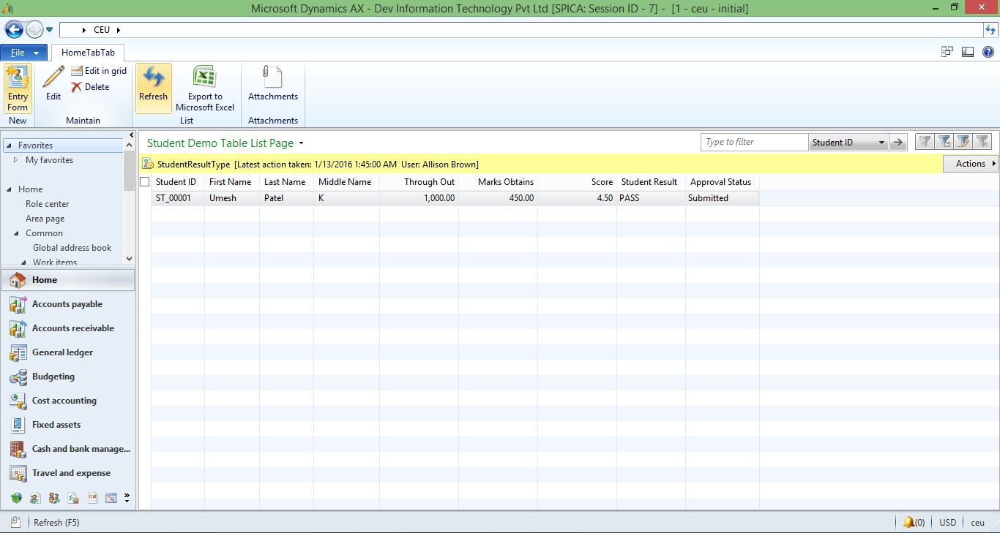 Microsoft Dynamics AX - Dev Information Technology Pvt Ltd [SPICA: Session ID - 7] - [1 - ceu - initial]
CEU
File HomeTabTab
Entry Form
New
Edit
Edit in grid
Delete
Maintain
Refresh
Export to Microsoft Excel
List
Attachments
Attachments
Favorites
My favorites
Home
Role center
Area page
Common
Global address book
Work items
Home
Accounts payable
Accounts receivable
General ledger
Budgeting
Cost accounting
Fixed assets
Cash and bank manage...
Travel and expense
Student Demo Table List Page
Type to filter Student ID
StudentResultType [Latest action taken: 1/13/2016 1:45:00 AM User: Allison Brown]
Actions
Student ID First Name Last Name Middle Name Through Out Marks Obtains Score Student Result Approval Status
ST_00001 Umesh Patel K 1,000.00 450.00 4.50 PASS Submitted
Refresh (F5)
(0) USD ceu